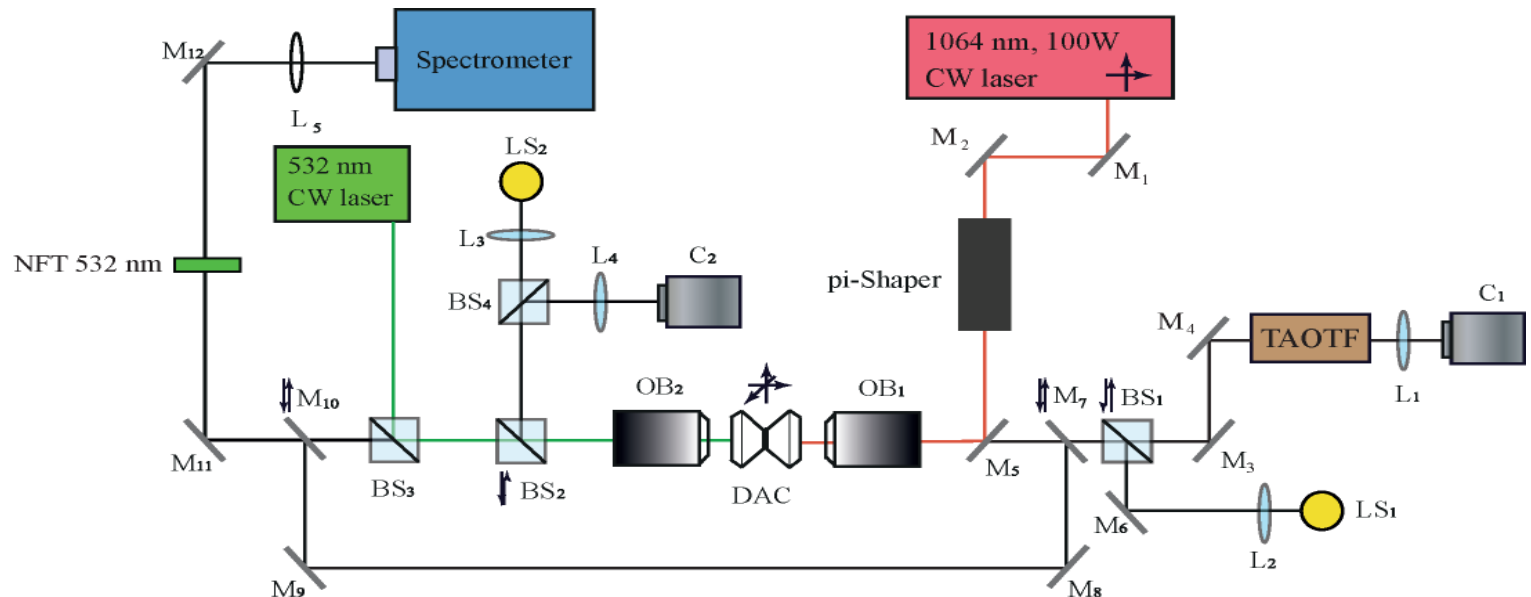 1064 nm, 100W
CW laser
M₁₂
Spectrometer
L₅
LS₂
M₂
M₁
532 nm
CW laser
L₃
L₄
C₂
NFT 532 nm
BS₄
pi-Shaper
C₁
M₄
TAOTF
L₁
M₁₀
OB₂
OB₁
M₇
BS₁
M₁₁
BS₃
BS₂
DAC
M₅
M₃
M₆
L₂
LS₁
M₉
M₈